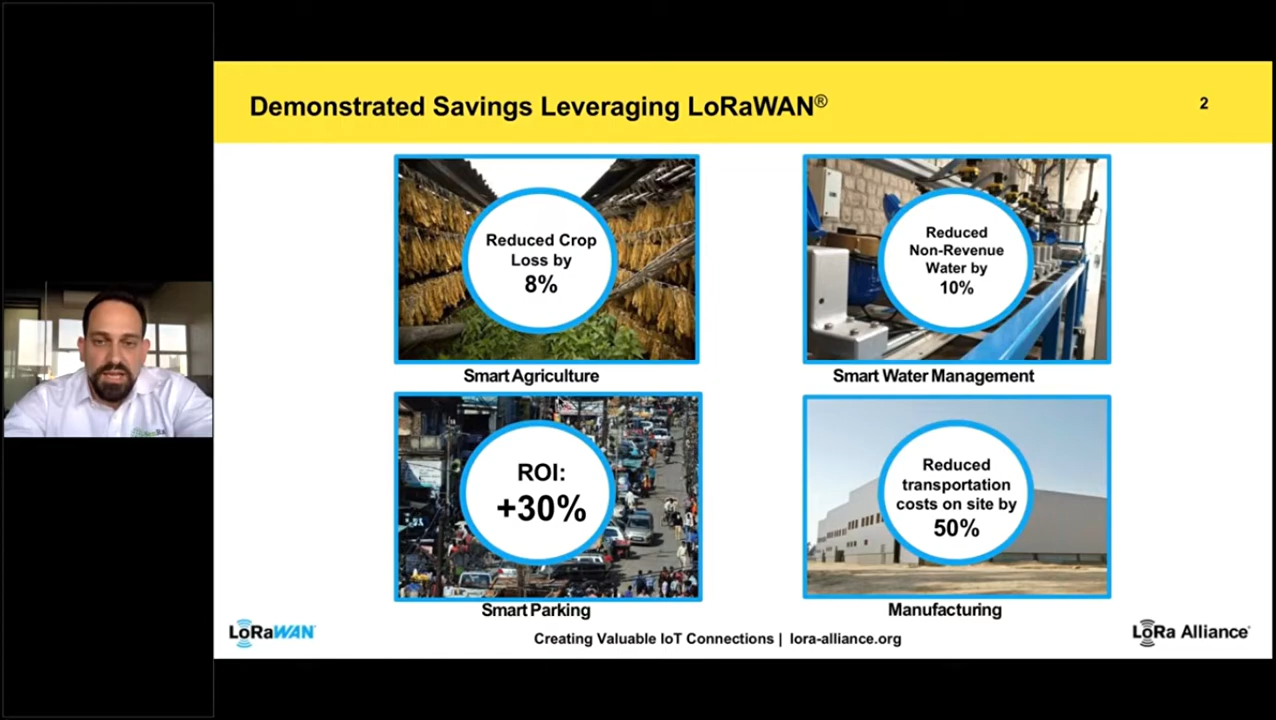 Demonstrated Savings Leveraging LoRaWAN®
2
Reduced Crop
Loss by
8%
Smart Agriculture
Reduced
Non-Revenue
Water by
10%
Smart Water Management
ROI:
+30%
Smart Parking
Reduced
transportation
costs on site by
50%
Manufacturing
LoRaWAN®
Creating Valuable IoT Connections | lora-alliance.org
LoRa Alliance®